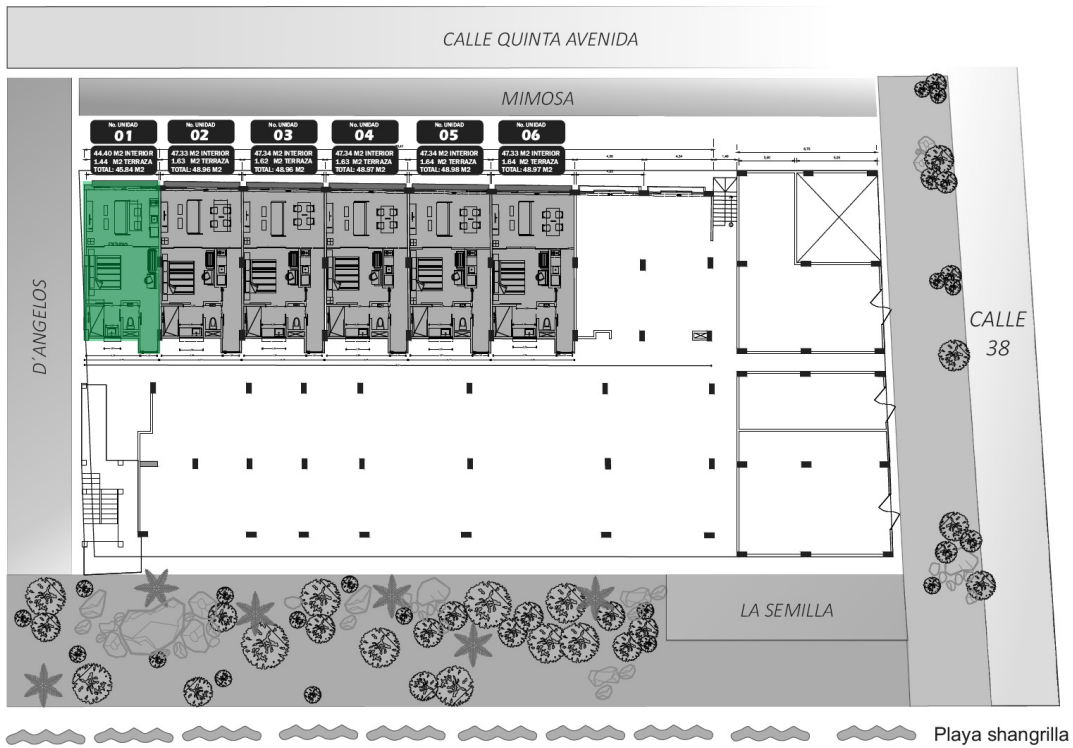 CALLE QUINTA AVENIDA
MIMOSA
No. UNIDAD
01
44.40 M2 INTERIOR
1.44 M2 TERRAZA
TOTAL: 45.84 M2
No. UNIDAD
02
47.33 M2 INTERIOR
1.63 M2 TERRAZA
TOTAL: 48.96 M2
No. UNIDAD
03
47.34 M2 INTERIOR
1.62 M2 TERRAZA
TOTAL: 48.96 M2
No. UNIDAD
04
47.34 M2 INTERIOR
1.63 M2 TERRAZA
TOTAL: 48.97 M2
No. UNIDAD
05
47.34 M2 INTERIOR
1.64 M2 TERRAZA
TOTAL: 48.98 M2
No. UNIDAD
06
47.33 M2 INTERIOR
1.64 M2 TERRAZA
TOTAL: 48.97 M2
D´ANGELOS
CALLE
38
LA SEMILLA
Playa shangrilla